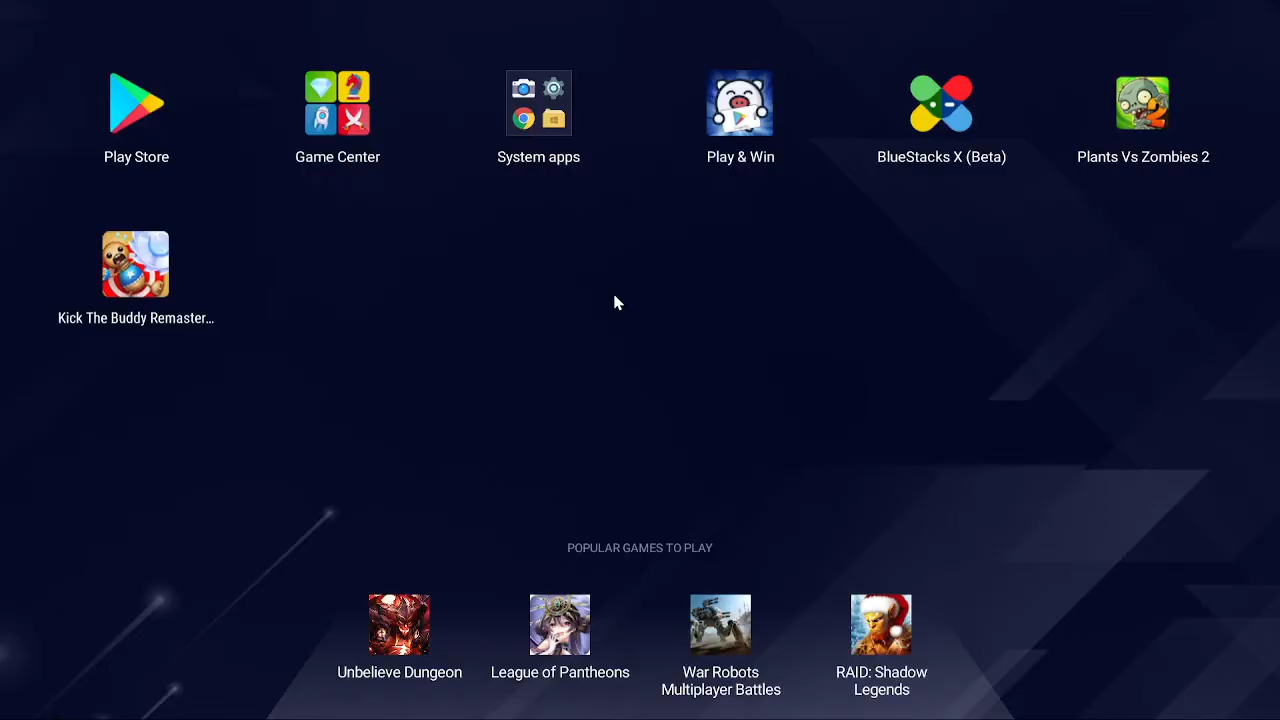 Play Store
Game Center
System apps
Play & Win
BlueStacks X (Beta)
Plants Vs Zombies 2
Kick The Buddy Remaster...
POPULAR GAMES TO PLAY
Unbelieve Dungeon
League of Pantheons
War Robots
Multiplayer Battles
RAID: Shadow
Legends